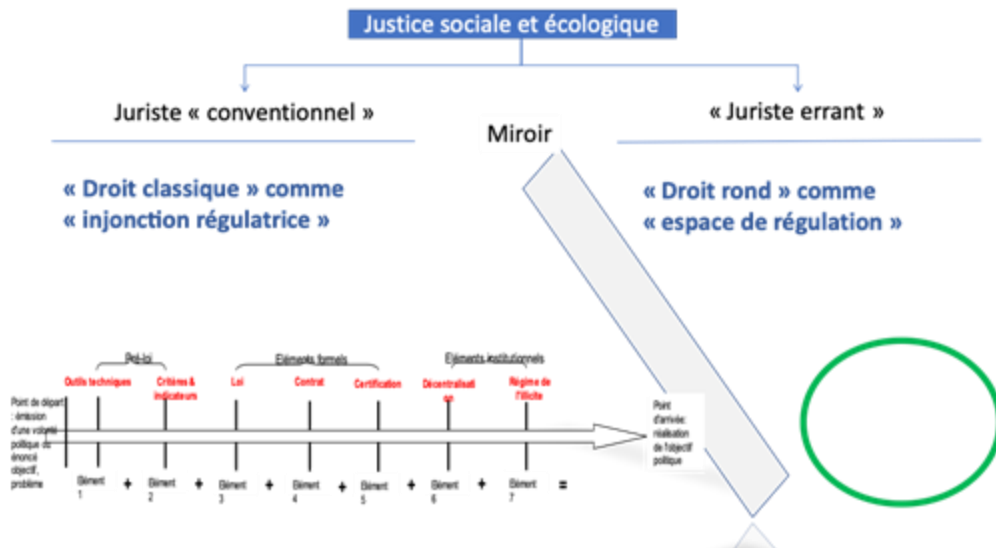 Justice sociale et écologique
Juriste « conventionnel »
« Juriste errant »
Miroir
« Droit classique » comme
« injonction régulatrice »
« Droit rond » comme
« espace de régulation »
Pré-loi
Eléments formels
Eléments institutionnels
Outils techniques
Critères &
indicateurs
Loi
Contrat
Certification
Décentralisati
on
Régime de
l'illicite
Point de départ
: émission
d'une volonté
politique ou
énoncé
objectif,
problème
Point
d'arrivée:
réalisation
de l'objectif
politique
Elément
1
+
Elément
2
+
Elément
3
+
Elément
4
+
Elément
5
+
Elément
6
+
Elément
7
=